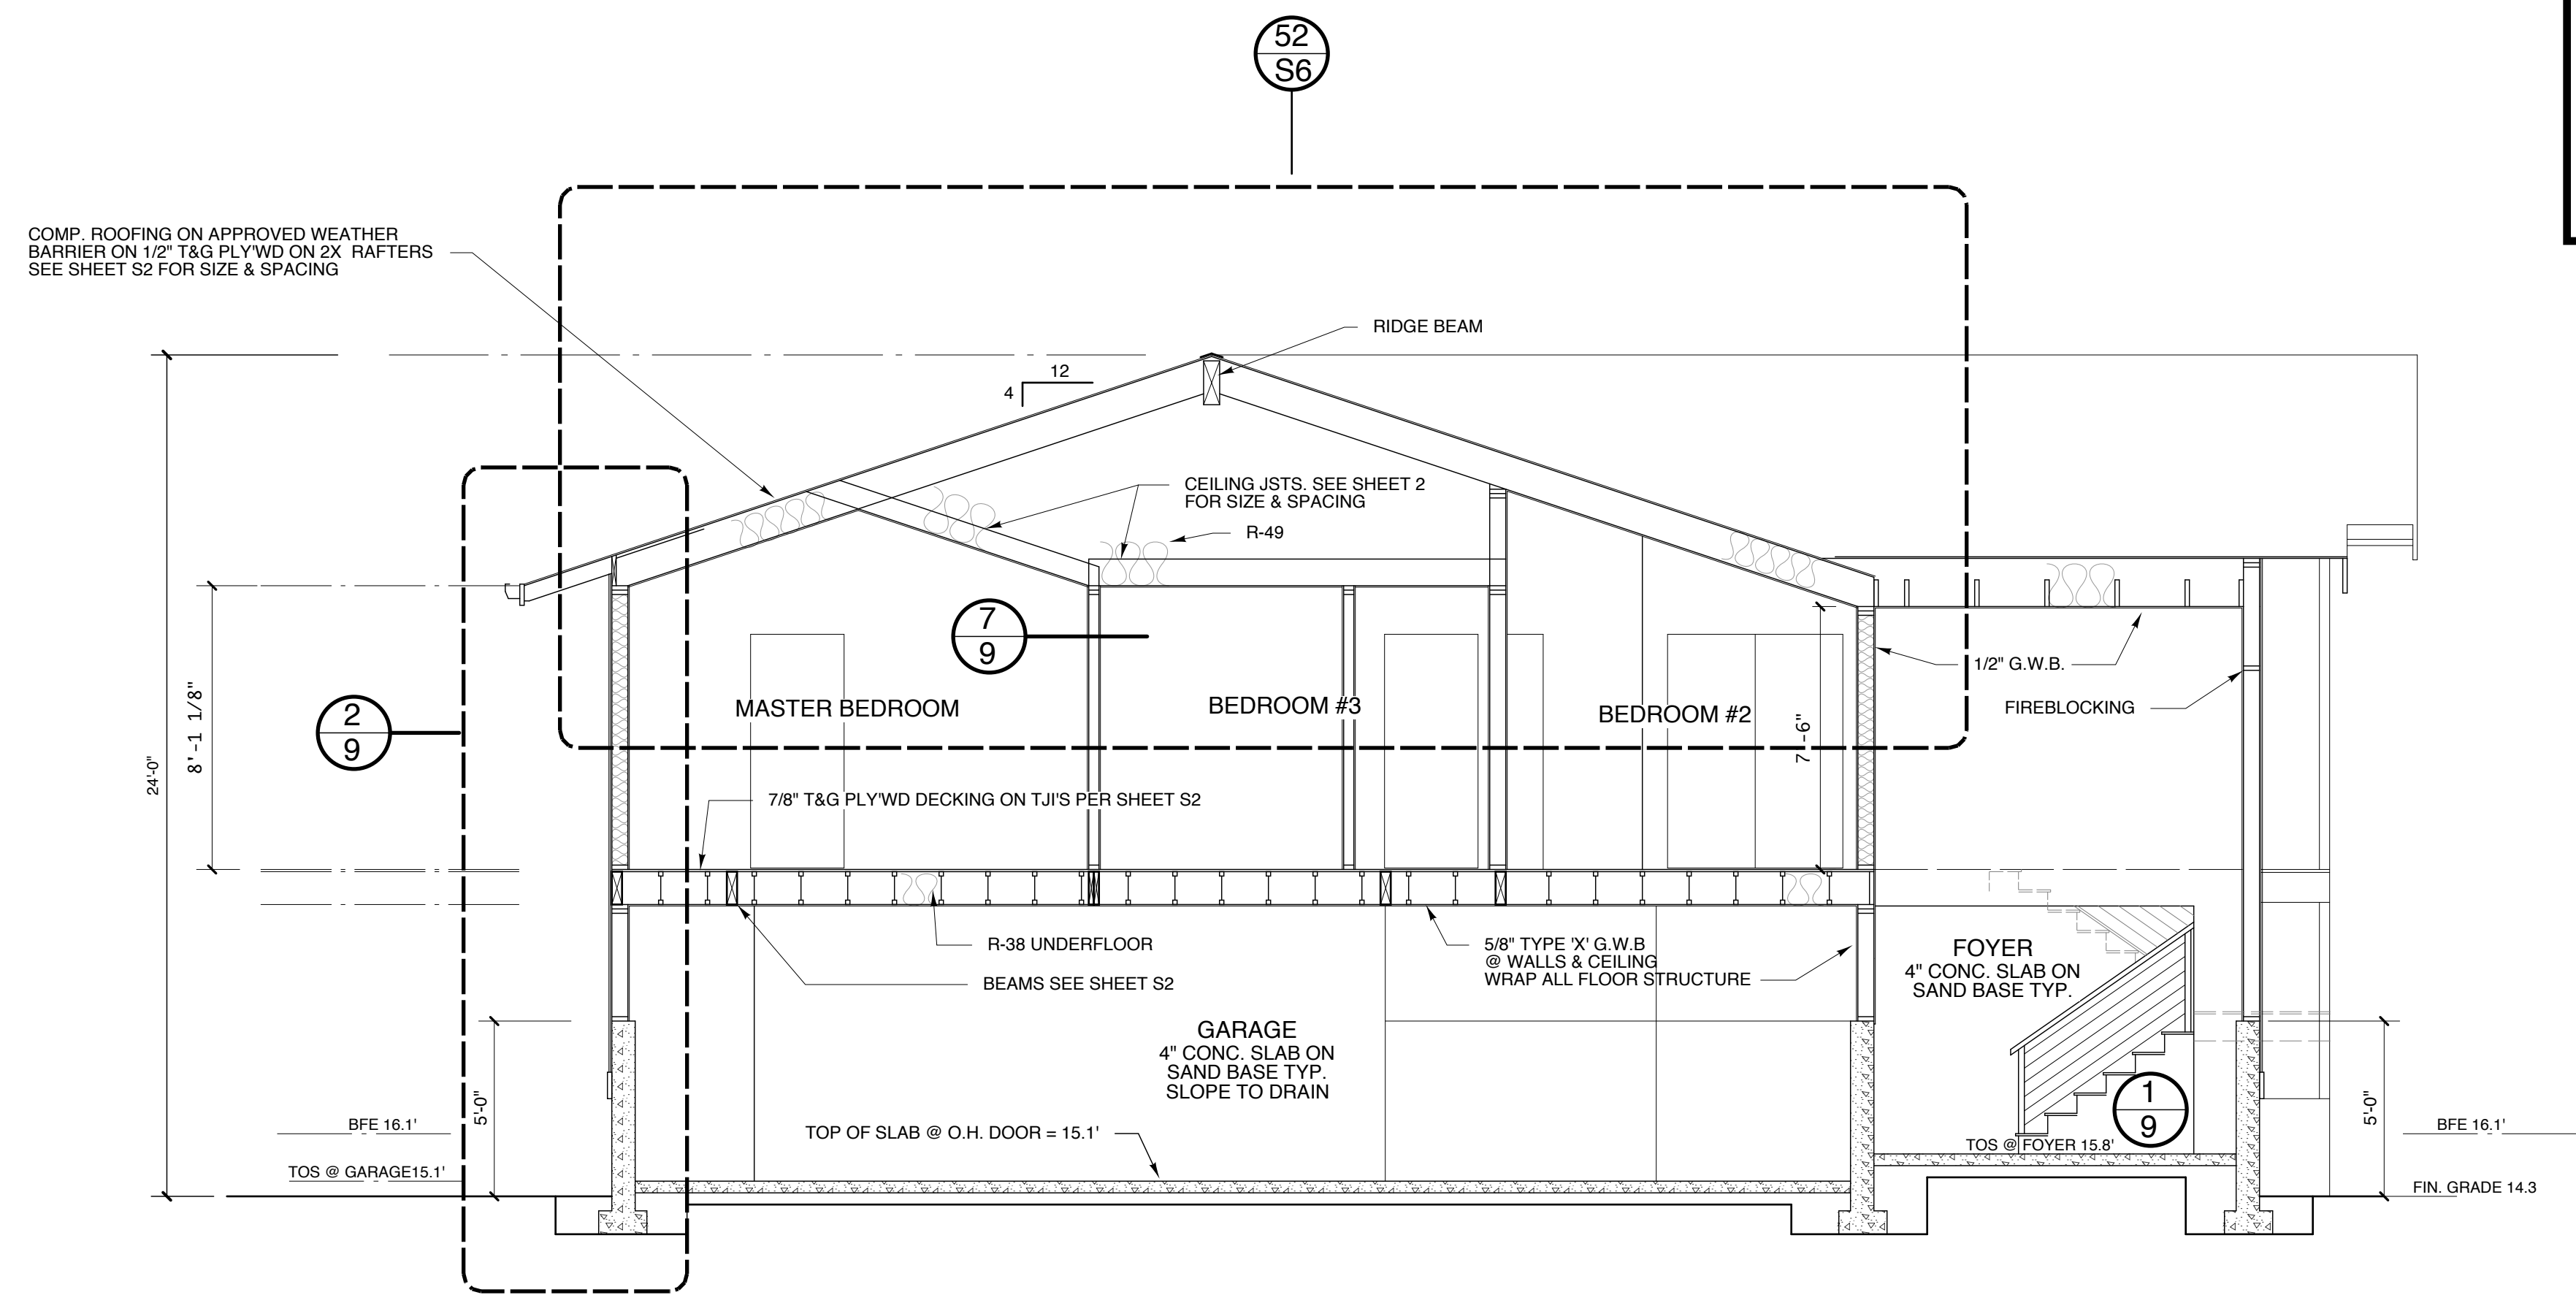 52
S6
COMP. ROOFING ON APPROVED WEATHER
BARRIER ON 1/2" T&G PLY'WD ON 2X RAFTERS
SEE SHEET S2 FOR SIZE & SPACING
RIDGE BEAM
12
4
CEILING JSTS. SEE SHEET 2
FOR SIZE & SPACING
R-49
7
9
1/2" G.W.B.
FIREBLOCKING
MASTER BEDROOM
BEDROOM #3
BEDROOM #2
7'-6"
2
9
8'-1 1/8"
24'-0"
7/8" T&G PLY'WD DECKING ON TJI'S PER SHEET S2
R-38 UNDERFLOOR
BEAMS SEE SHEET S2
5/8" TYPE 'X' G.W.B
@ WALLS & CEILING
WRAP ALL FLOOR STRUCTURE
FOYER
4" CONC. SLAB ON
SAND BASE TYP.
GARAGE
4" CONC. SLAB ON
SAND BASE TYP.
SLOPE TO DRAIN
5'-0"
1
9
5'-0"
BFE 16.1'
TOP OF SLAB @ O.H. DOOR = 15.1'
TOS @ FOYER 15.8'
BFE 16.1'
TOS @ GARAGE15.1'
FIN. GRADE 14.3